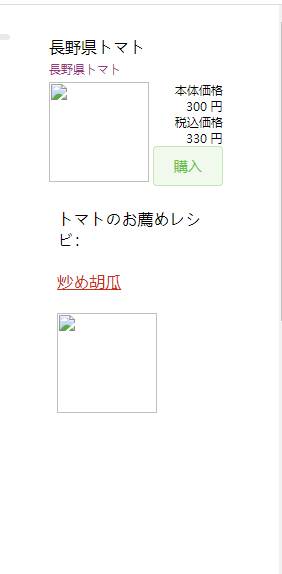 長野県トマト
長野県トマト
本体価格
300 円
税込価格
330 円
購入
トマトのお薦めレシ
ピ:
炒め胡瓜